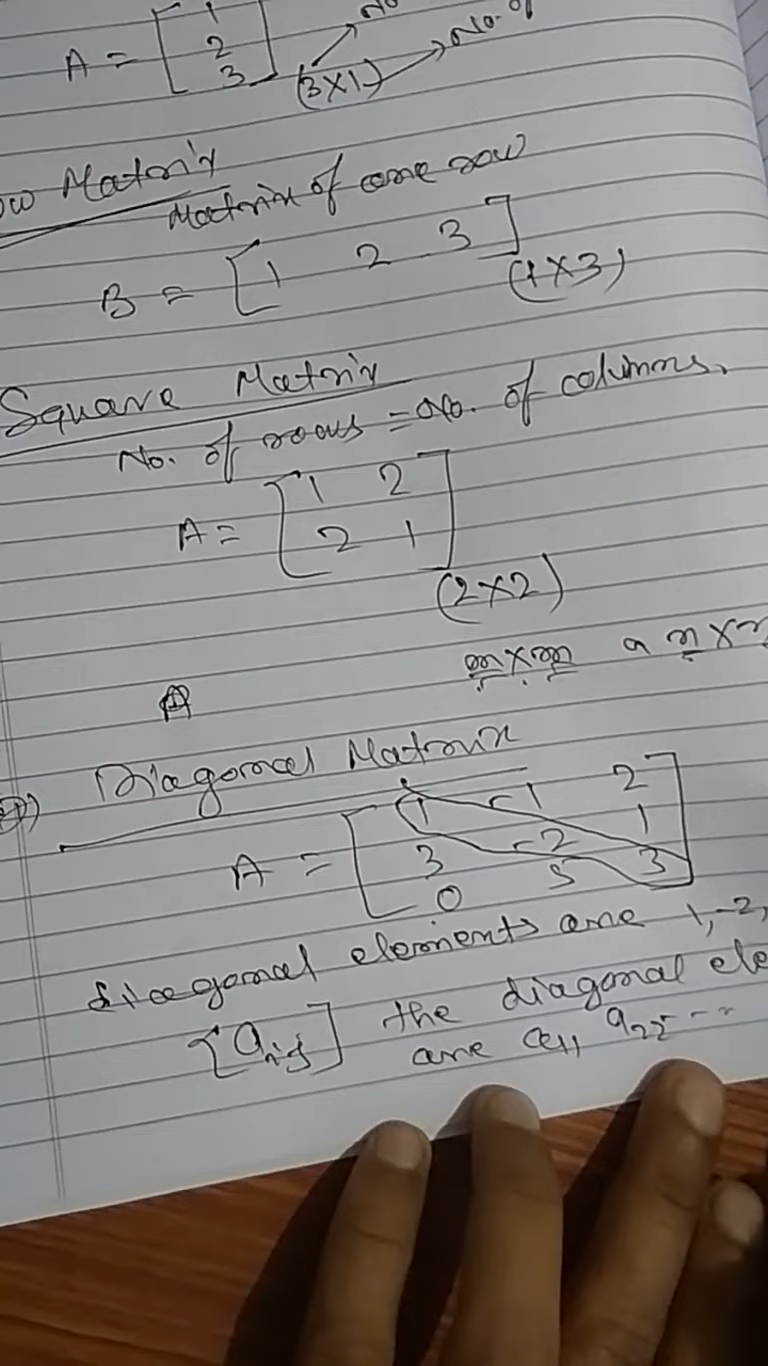 A = [ 1
2
3 ] (3×1) No. of
Matrix
Matrix of one row
B = [ 1 2 3 ] (1×3)
Square Matrix
No. of rows = No. of columns.
A = [ 1 2
2 1 ]
(2×2)
m×m a n×n
A
Diagonal Matrix
A = [ 1 -1 2
3 -2 1
0 5 3 ]
diagonal elements are 1, -2,
[aij] the diagonal
are a11 a22 ---